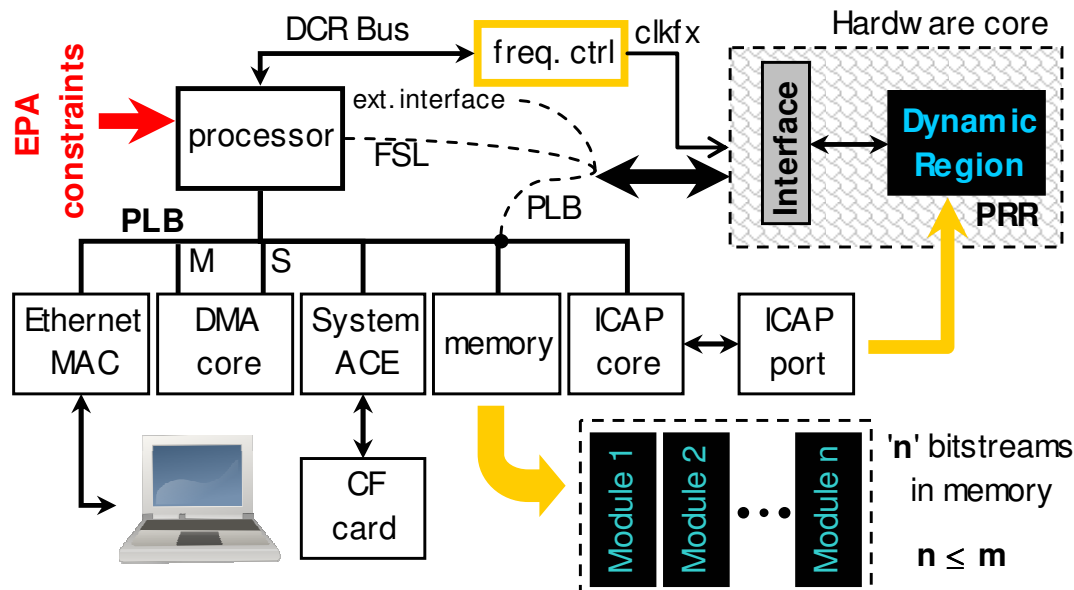 DCR Bus
clkfx
Hardware core
freq. ctrl
EPA
constraints
processor
ext. interface
FSL
Interface
Dynamic
Region
PRR
PLB
PLB
M
S
Ethernet
MAC
DMA
core
System
ACE
memory
ICAP
core
ICAP
port
CF
card
Module 1
Module 2
•••
Module n
'n' bitstreams
in memory
n ≤ m